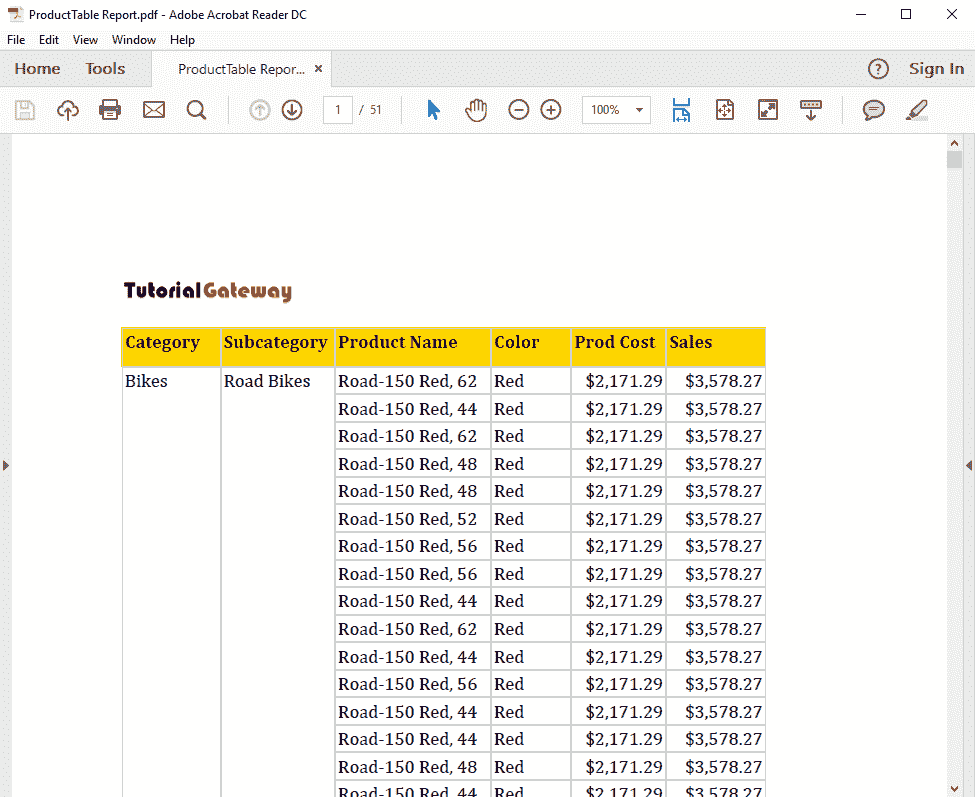 ProductTable Report.pdf - Adobe Acrobat Reader DC
File Edit View Window Help
Home Tools ProductTable Repor... × ? Sign In
1 / 51 100%
Tutorial Gateway
Category Subcategory Product Name Color Prod Cost Sales
Bikes Road Bikes Road-150 Red, 62 Red $2,171.29 $3,578.27
Road-150 Red, 44 Red $2,171.29 $3,578.27
Road-150 Red, 62 Red $2,171.29 $3,578.27
Road-150 Red, 48 Red $2,171.29 $3,578.27
Road-150 Red, 48 Red $2,171.29 $3,578.27
Road-150 Red, 52 Red $2,171.29 $3,578.27
Road-150 Red, 56 Red $2,171.29 $3,578.27
Road-150 Red, 56 Red $2,171.29 $3,578.27
Road-150 Red, 44 Red $2,171.29 $3,578.27
Road-150 Red, 62 Red $2,171.29 $3,578.27
Road-150 Red, 44 Red $2,171.29 $3,578.27
Road-150 Red, 56 Red $2,171.29 $3,578.27
Road-150 Red, 44 Red $2,171.29 $3,578.27
Road-150 Red, 44 Red $2,171.29 $3,578.27
Road-150 Red, 48 Red $2,171.29 $3,578.27
Road-150 Red, 44 Red $2,171.29 $3,578.27